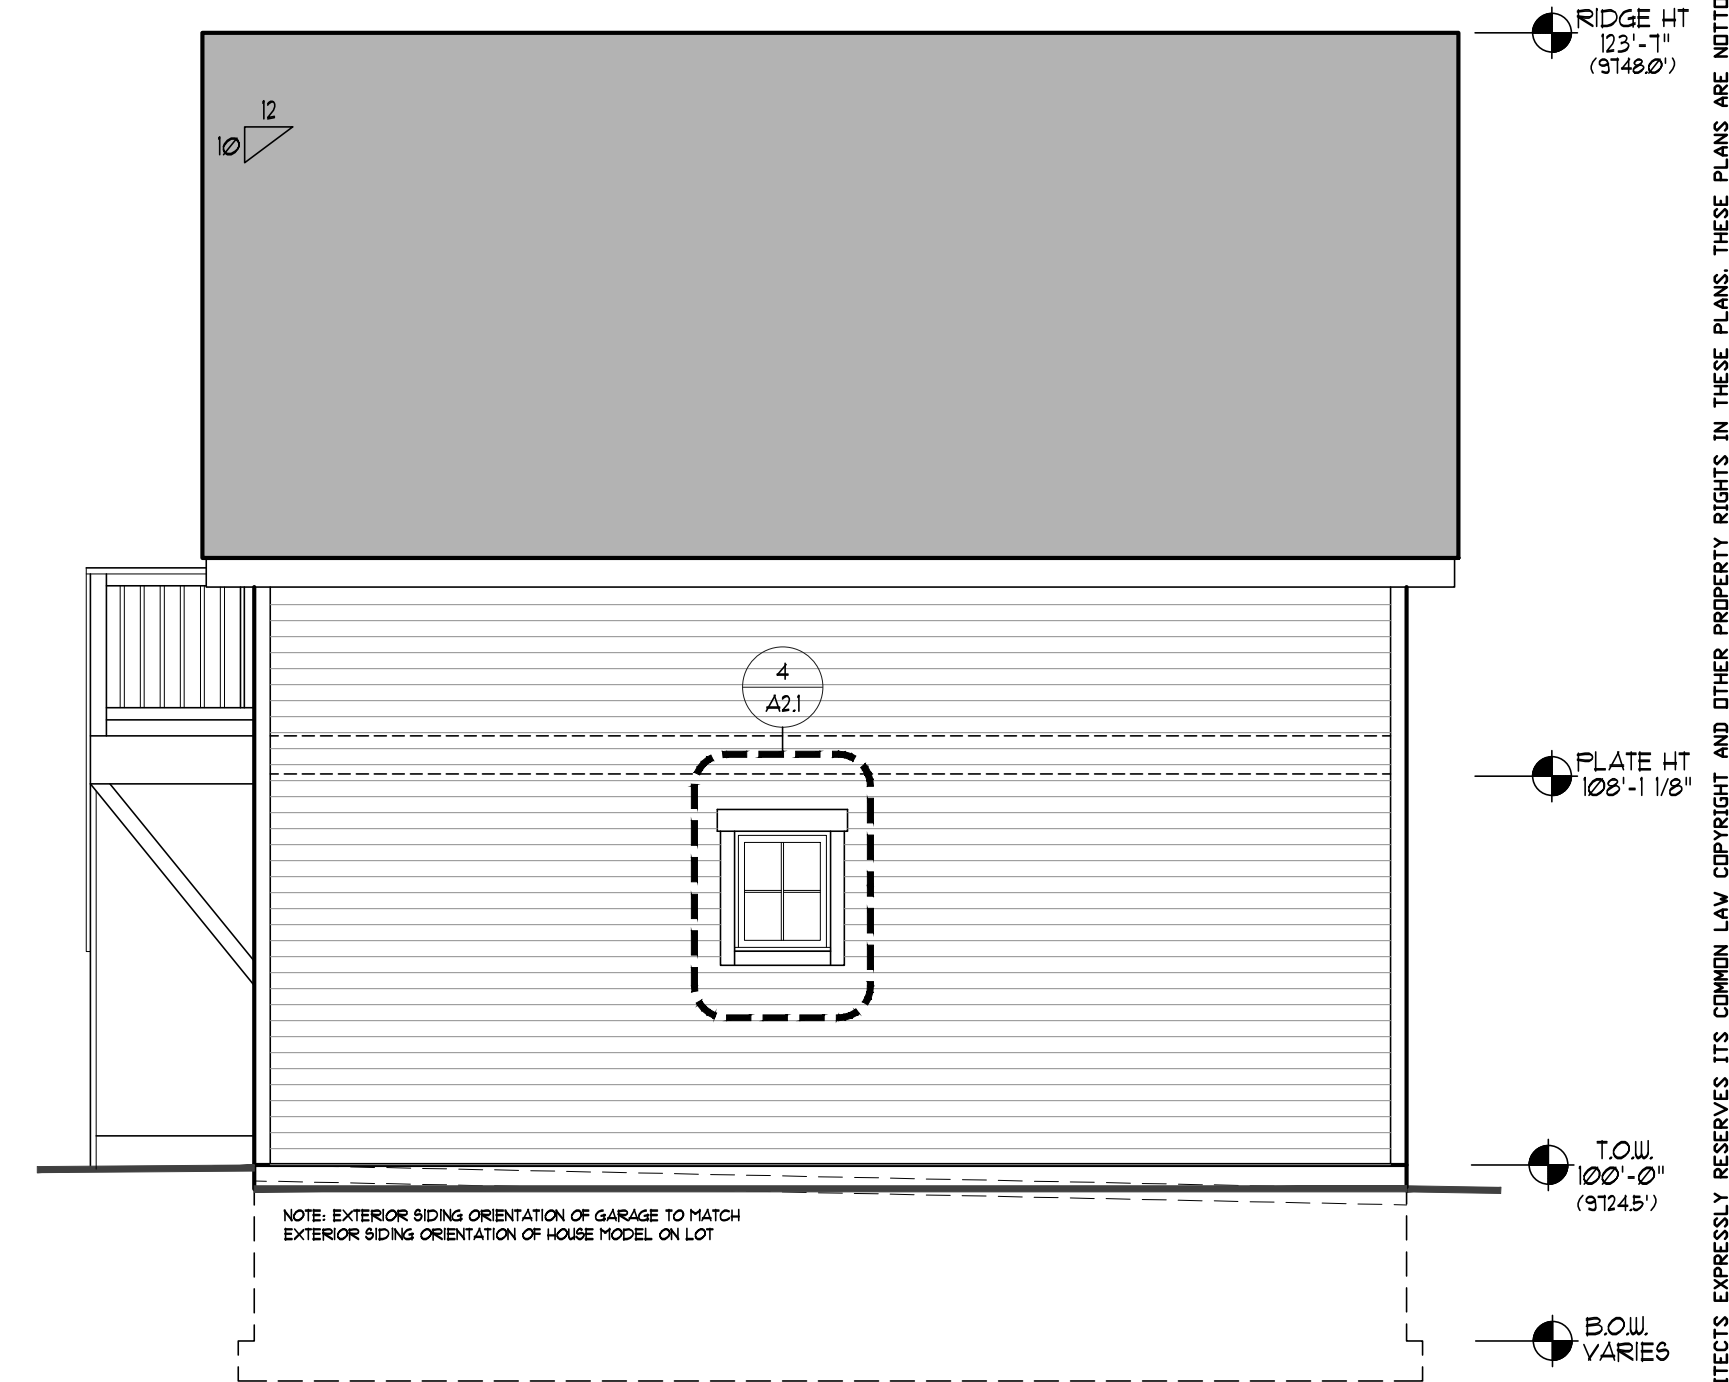 RIDGE HT
123'-7"
(9748.0')
12
10
4
A2.1
PLATE HT
108'-1 1/8"
T.O.W.
100'-0"
(9724.5')
NOTE: EXTERIOR SIDING ORIENTATION OF GARAGE TO MATCH
EXTERIOR SIDING ORIENTATION OF HOUSE MODEL ON LOT
B.O.W.
VARIES
ITECTS EXPRESSLY RESERVES ITS COMMON LAW COPYRIGHT AND OTHER PROPERTY RIGHTS IN THESE PLANS. THESE PLANS ARE NOT TO